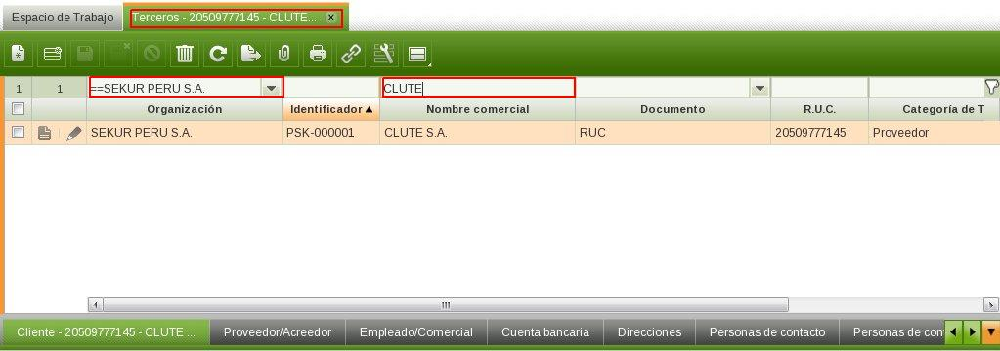 Espacio de Trabajo Terceros - 20509777145 - CLUTE...
1 1 ==SEKUR PERU S.A. CLUTE
Organización Identificador Nombre comercial Documento R.U.C. Categoría de T
SEKUR PERU S.A. PSK-000001 CLUTE S.A. RUC 20509777145 Proveedor
Cliente - 20509777145 - CLUTE ... Proveedor/Acreedor Empleado/Comercial Cuenta bancaria Direcciones Personas de contacto Personas de con